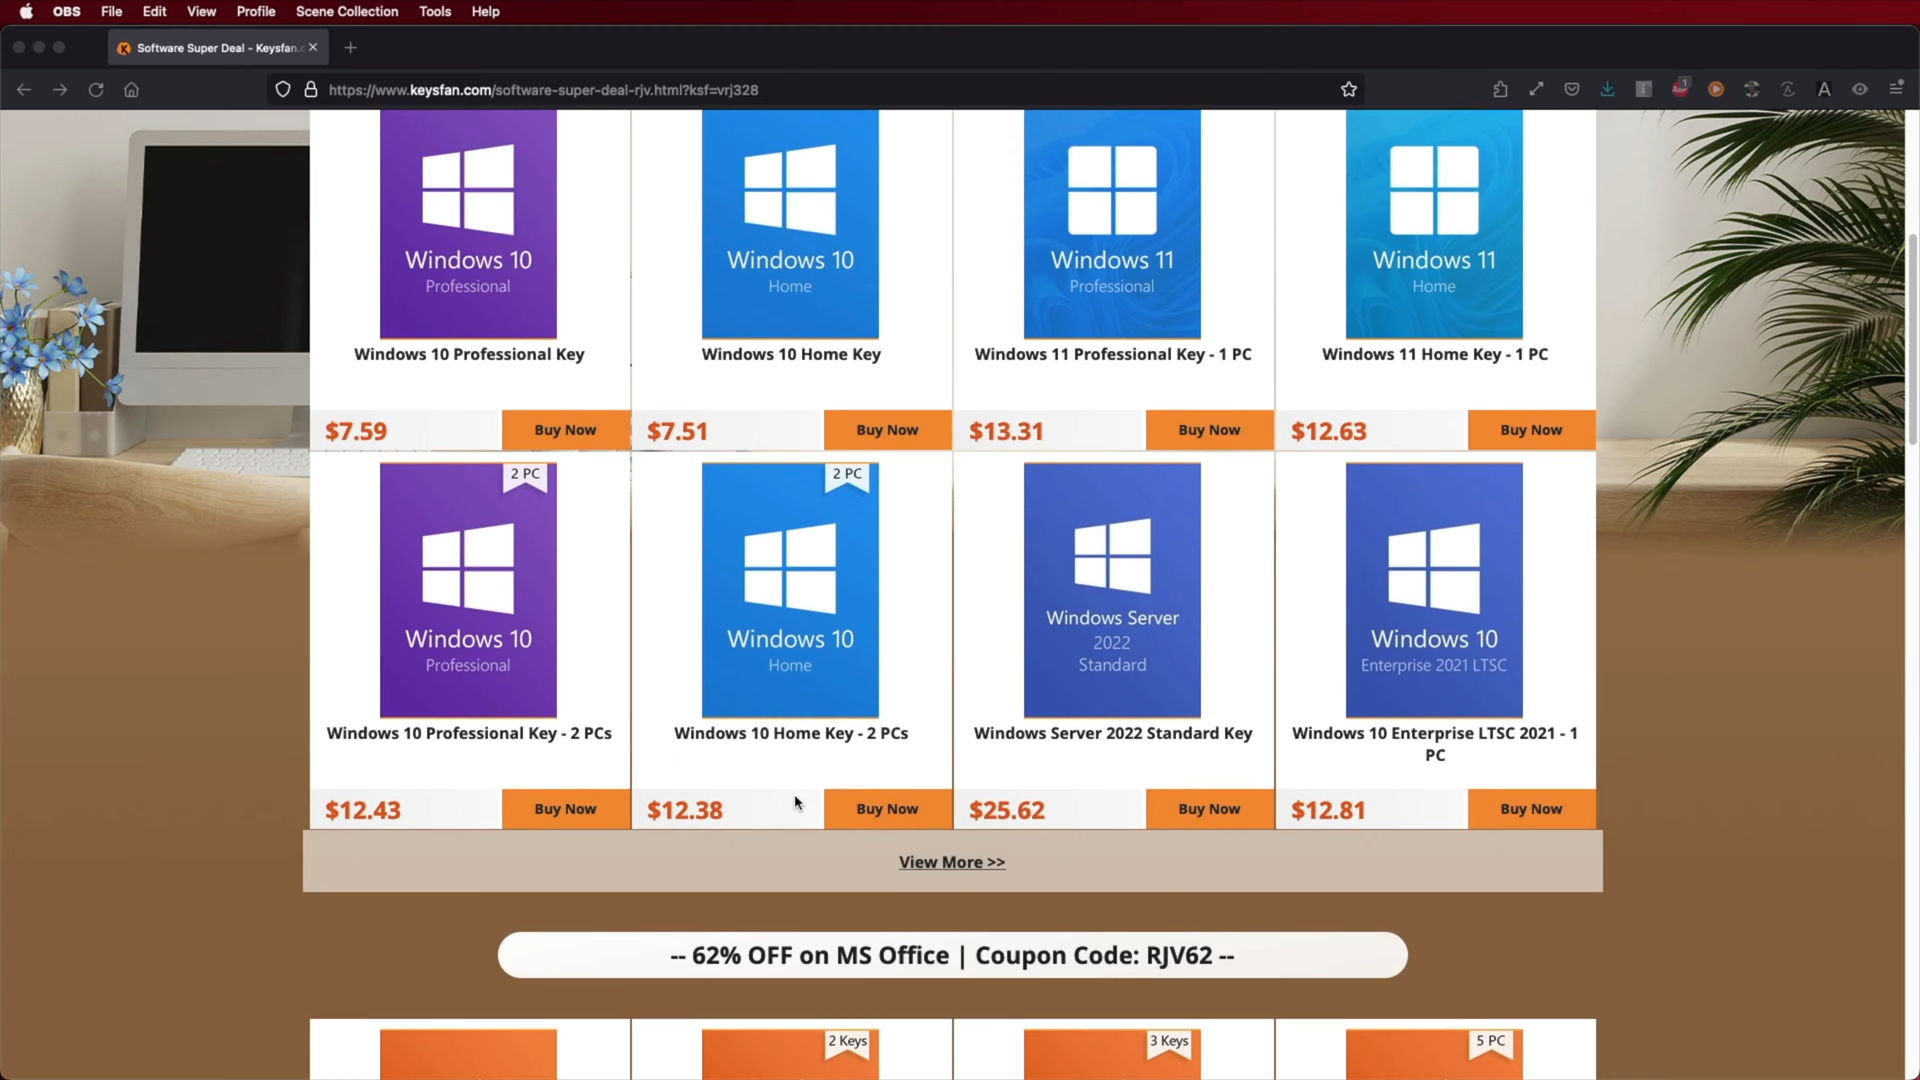 OBS File Edit View Profile Scene Collection Tools Help
Software Super Deal - Keysfan.c
https://www.keysfan.com/software-super-deal-rjv.html?ksf=vrj328
1
A
Windows 10
Professional
Windows 10
Home
Windows 11
Professional
Windows 11
Home
Windows 10 Professional Key
Windows 10 Home Key
Windows 11 Professional Key - 1 PC
Windows 11 Home Key - 1 PC
$7.59 Buy Now
$7.51 Buy Now
$13.31 Buy Now
$12.63 Buy Now
2 PC
Windows 10
Professional
2 PC
Windows 10
Home
Windows Server
2022
Standard
Windows 10
Enterprise 2021 LTSC
Windows 10 Professional Key - 2 PCs
Windows 10 Home Key - 2 PCs
Windows Server 2022 Standard Key
Windows 10 Enterprise LTSC 2021 - 1
PC
$12.43 Buy Now
$12.38 Buy Now
$25.62 Buy Now
$12.81 Buy Now
View More >>
-- 62% OFF on MS Office | Coupon Code: RJV62 --
2 Keys
3 Keys
5 PC